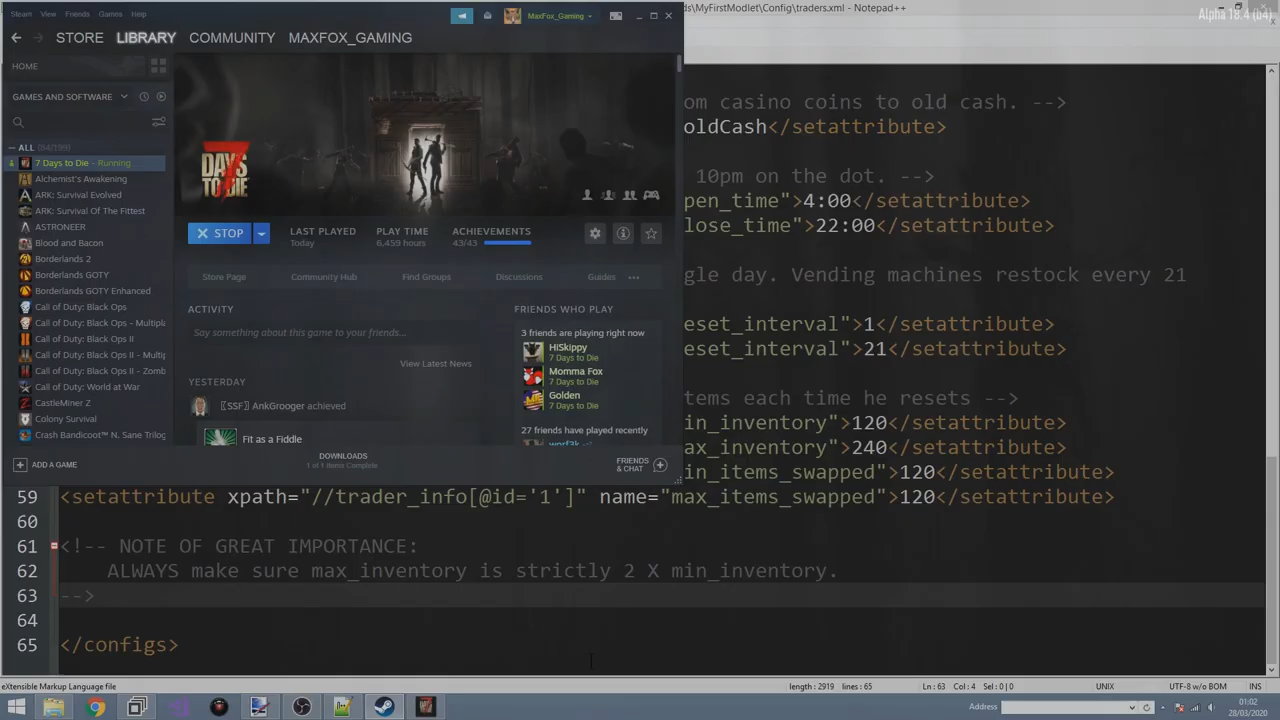 Steam View Friends Games Help
MaxFox_Gaming
s/MyFirstModlet\Config\traders.xml - Notepad++
Alpha 18.4 (b4)
STORE LIBRARY COMMUNITY MAXFOX_GAMING
HOME
GAMES AND SOFTWARE
ALL (84/199)
7 Days to Die - Running
Alchemist's Awakening
ARK: Survival Evolved
ARK: Survival Of The Fittest
ASTRONEER
Blood and Bacon
Borderlands 2
Borderlands GOTY
Borderlands GOTY Enhanced
Call of Duty: Black Ops
Call of Duty: Black Ops - Multipla
Call of Duty: Black Ops II
Call of Duty: Black Ops II - Multip
Call of Duty: Black Ops II - Zomb
Call of Duty: World at War
CastleMiner Z
Colony Survival
Crash Bandicoot™ N. Sane Trilog
ADD A GAME
7 DAYS TO DIE
STOP
LAST PLAYED
Today
PLAY TIME
6,459 hours
ACHIEVEMENTS
43/43
Store Page Community Hub Find Groups Discussions Guides
ACTIVITY
Say something about this game to your friends...
View Latest News
YESTERDAY
〖SSF〗 AnkGrooger achieved
Fit as a Fiddle
FRIENDS WHO PLAY
3 friends are playing right now
HiSkippy
7 Days to Die
Momma Fox
7 Days to Die
Golden
7 Days to Die
27 friends have played recently
DOWNLOADS
1 of 1 Items Complete
FRIENDS
& CHAT
om casino coins to old cash. -->
oldCash</setattribute>
10pm on the dot. -->
pen_time">4:00</setattribute>
lose_time">22:00</setattribute>
gle day. Vending machines restock every 21
eset_interval">1</setattribute>
eset_interval">21</setattribute>
tems each time he resets -->
in_inventory">120</setattribute>
ax_inventory">240</setattribute>
in_items_swapped">120</setattribute>
59 <setattribute xpath="//trader_info[@id='1']" name="max_items_swapped">120</setattribute>
60
61 <!-- NOTE OF GREAT IMPORTANCE:
62 ALWAYS make sure max_inventory is strictly 2 X min_inventory.
63 -->
64
65 </configs>
eXtensible Markup Language file length: 2919 lines: 65 Ln: 63 Col: 4 Sel: 0 | 0 UNIX UTF-8 w/o BOM INS
Address
01:02
28/03/2020